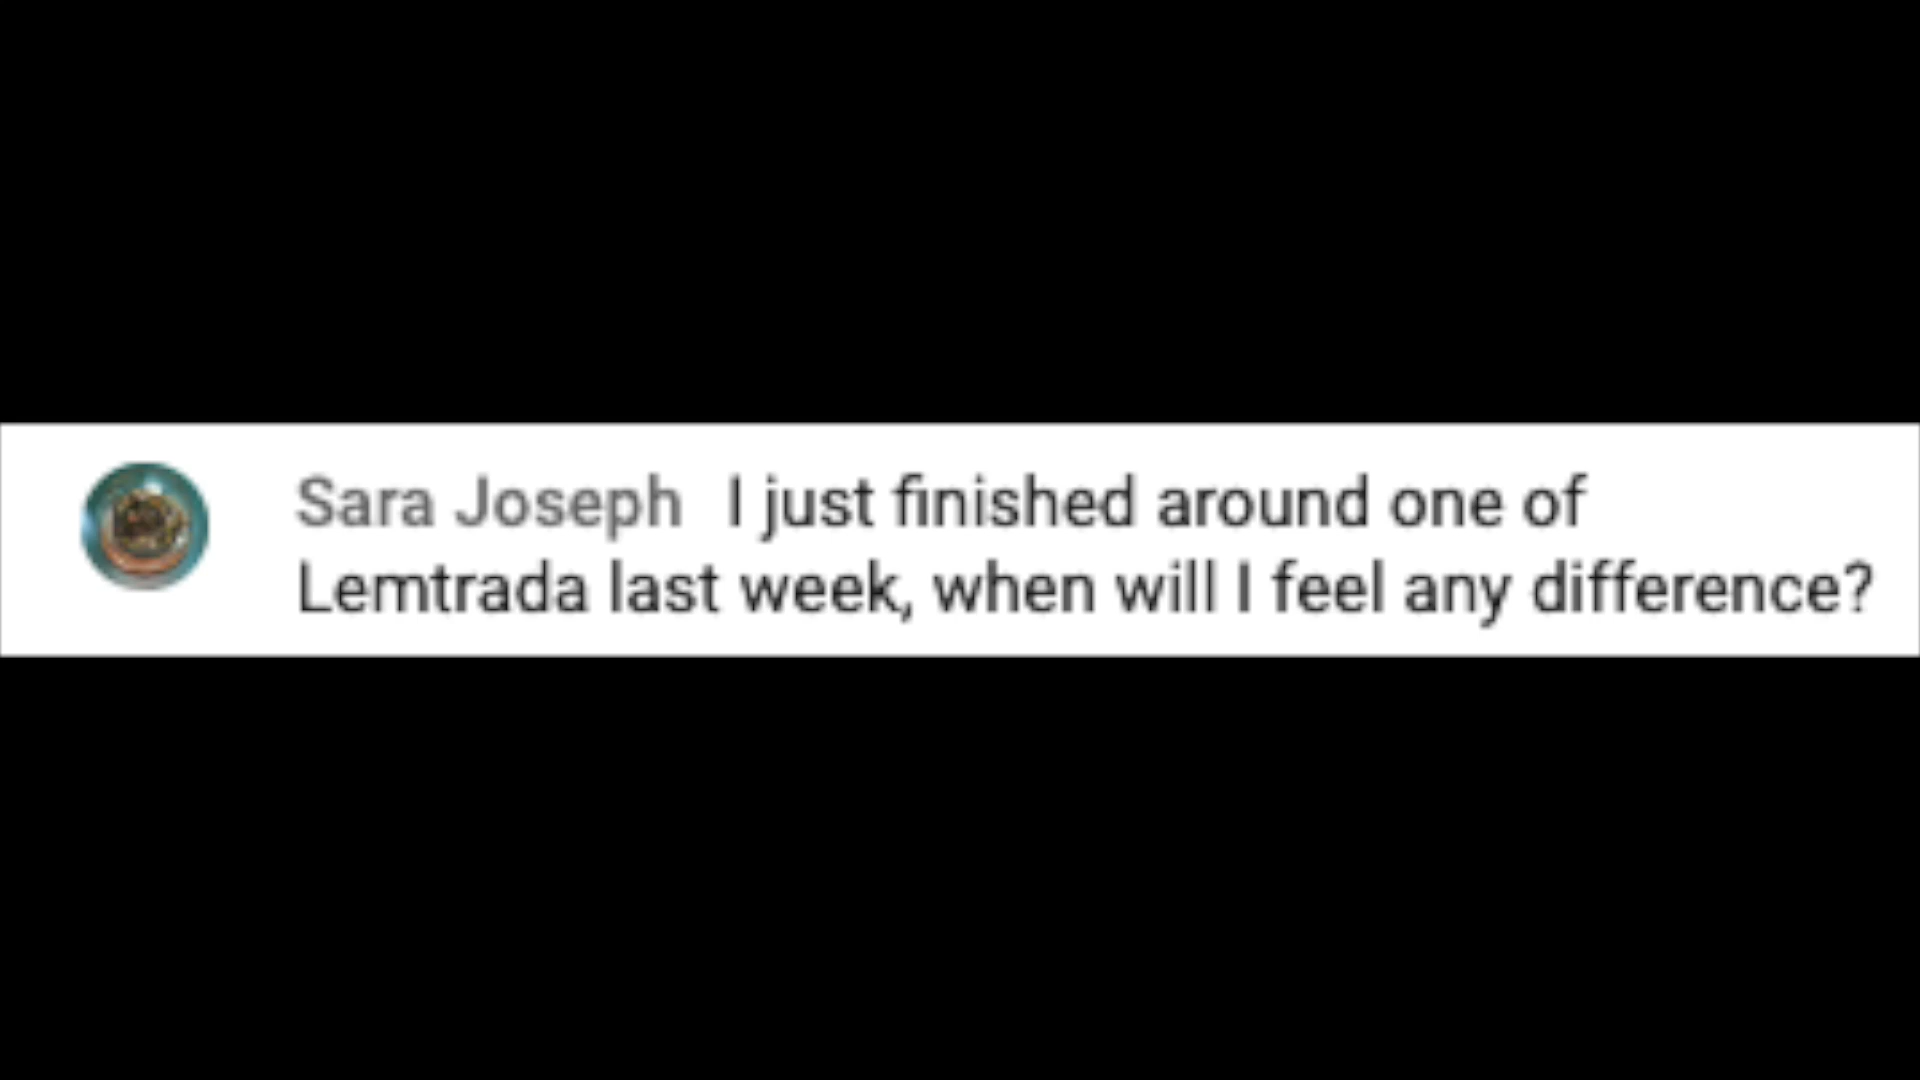 Sara Joseph I just finished around one of
Lemtrada last week, when will I feel any difference?